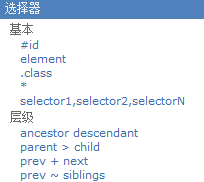 选择器
基本
#id
element
.class
*
selector1,selector2,selectorN
层级
ancestor descendant
parent > child
prev + next
prev ~ siblings